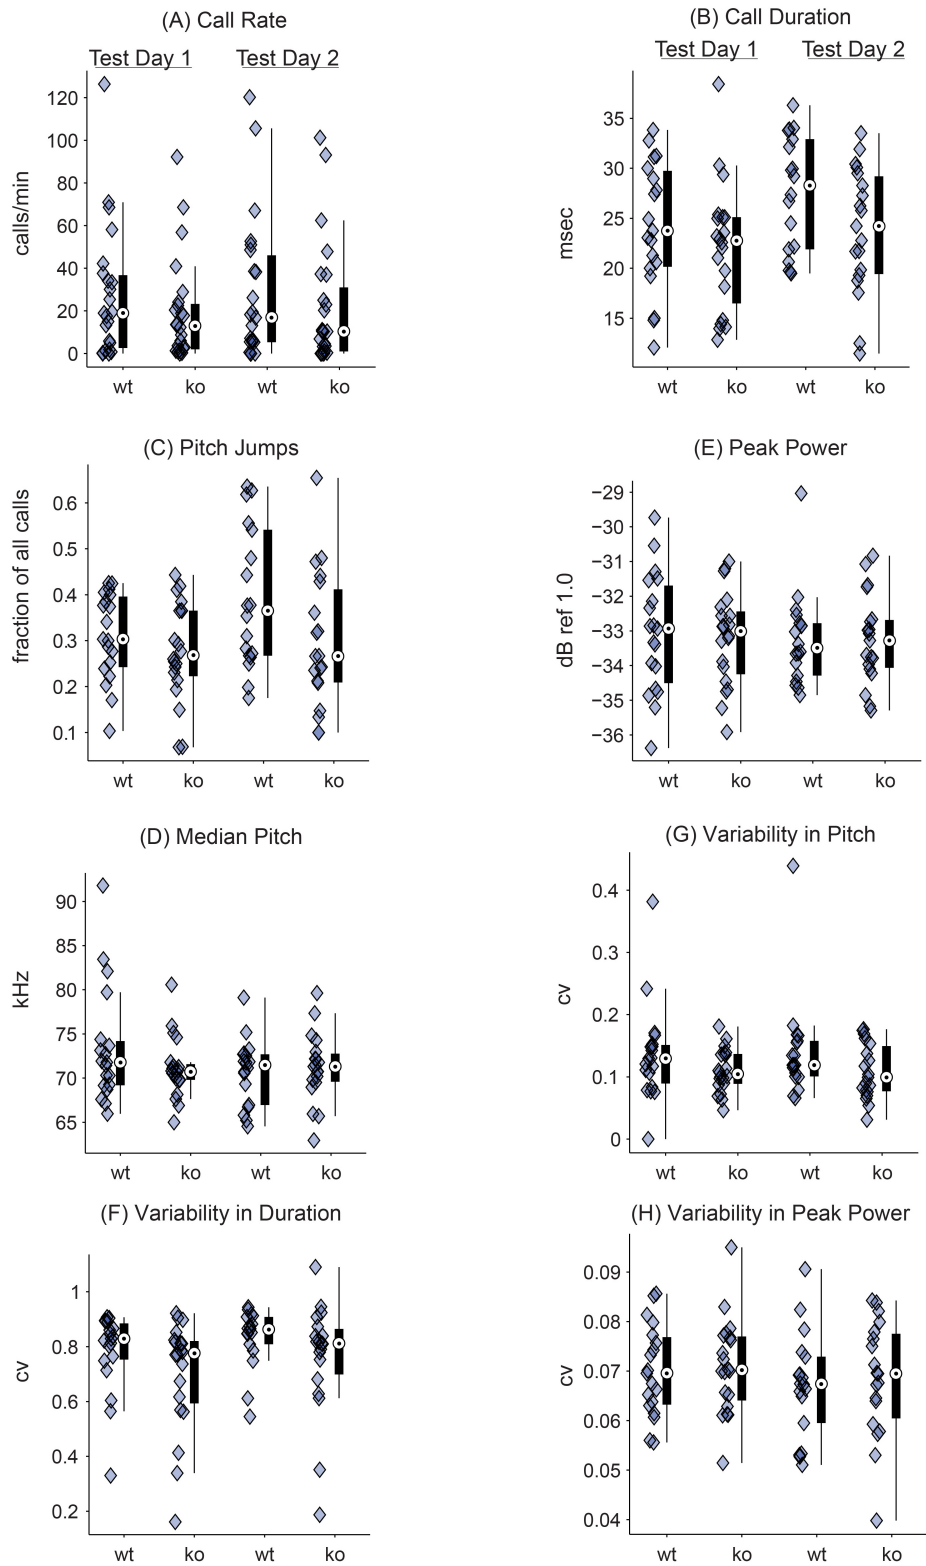 (A) Call Rate
Test Day 1 Test Day 2
calls/min
120
100
80
60
40
20
0
wt ko wt ko
(B) Call Duration
Test Day 1 Test Day 2
msec
35
30
25
20
15
wt ko wt ko
(C) Pitch Jumps
fraction of all calls
0.6
0.5
0.4
0.3
0.2
0.1
wt ko wt ko
(E) Peak Power
dB ref 1.0
−29
−30
−31
−32
−33
−34
−35
−36
wt ko wt ko
(D) Median Pitch
kHz
90
85
80
75
70
65
wt ko wt ko
(G) Variability in Pitch
cv
0.4
0.3
0.2
0.1
0
wt ko wt ko
(F) Variability in Duration
cv
1
0.8
0.6
0.4
0.2
wt ko wt ko
(H) Variability in Peak Power
cv
0.09
0.08
0.07
0.06
0.05
0.04
wt ko wt ko